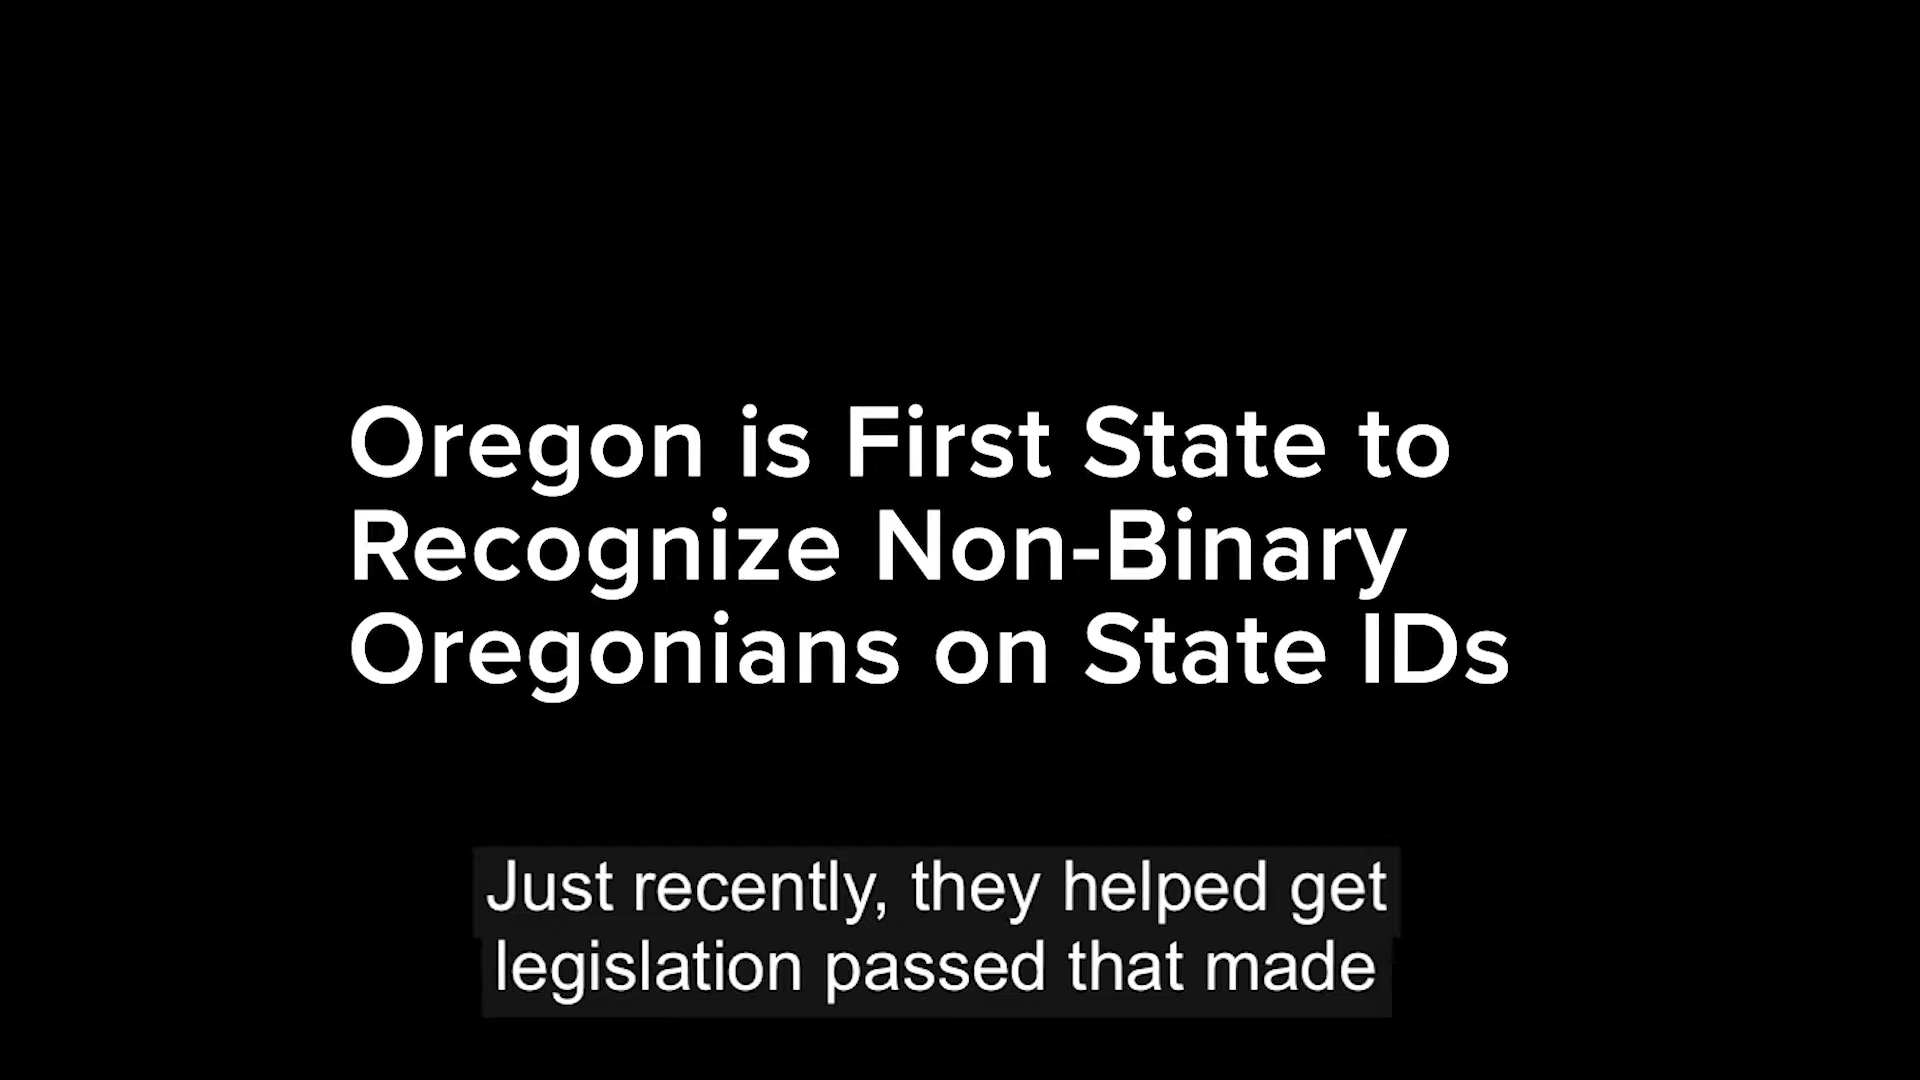 Oregon is First State to
Recognize Non-Binary
Oregonians on State IDs
Just recently, they helped get
legislation passed that made